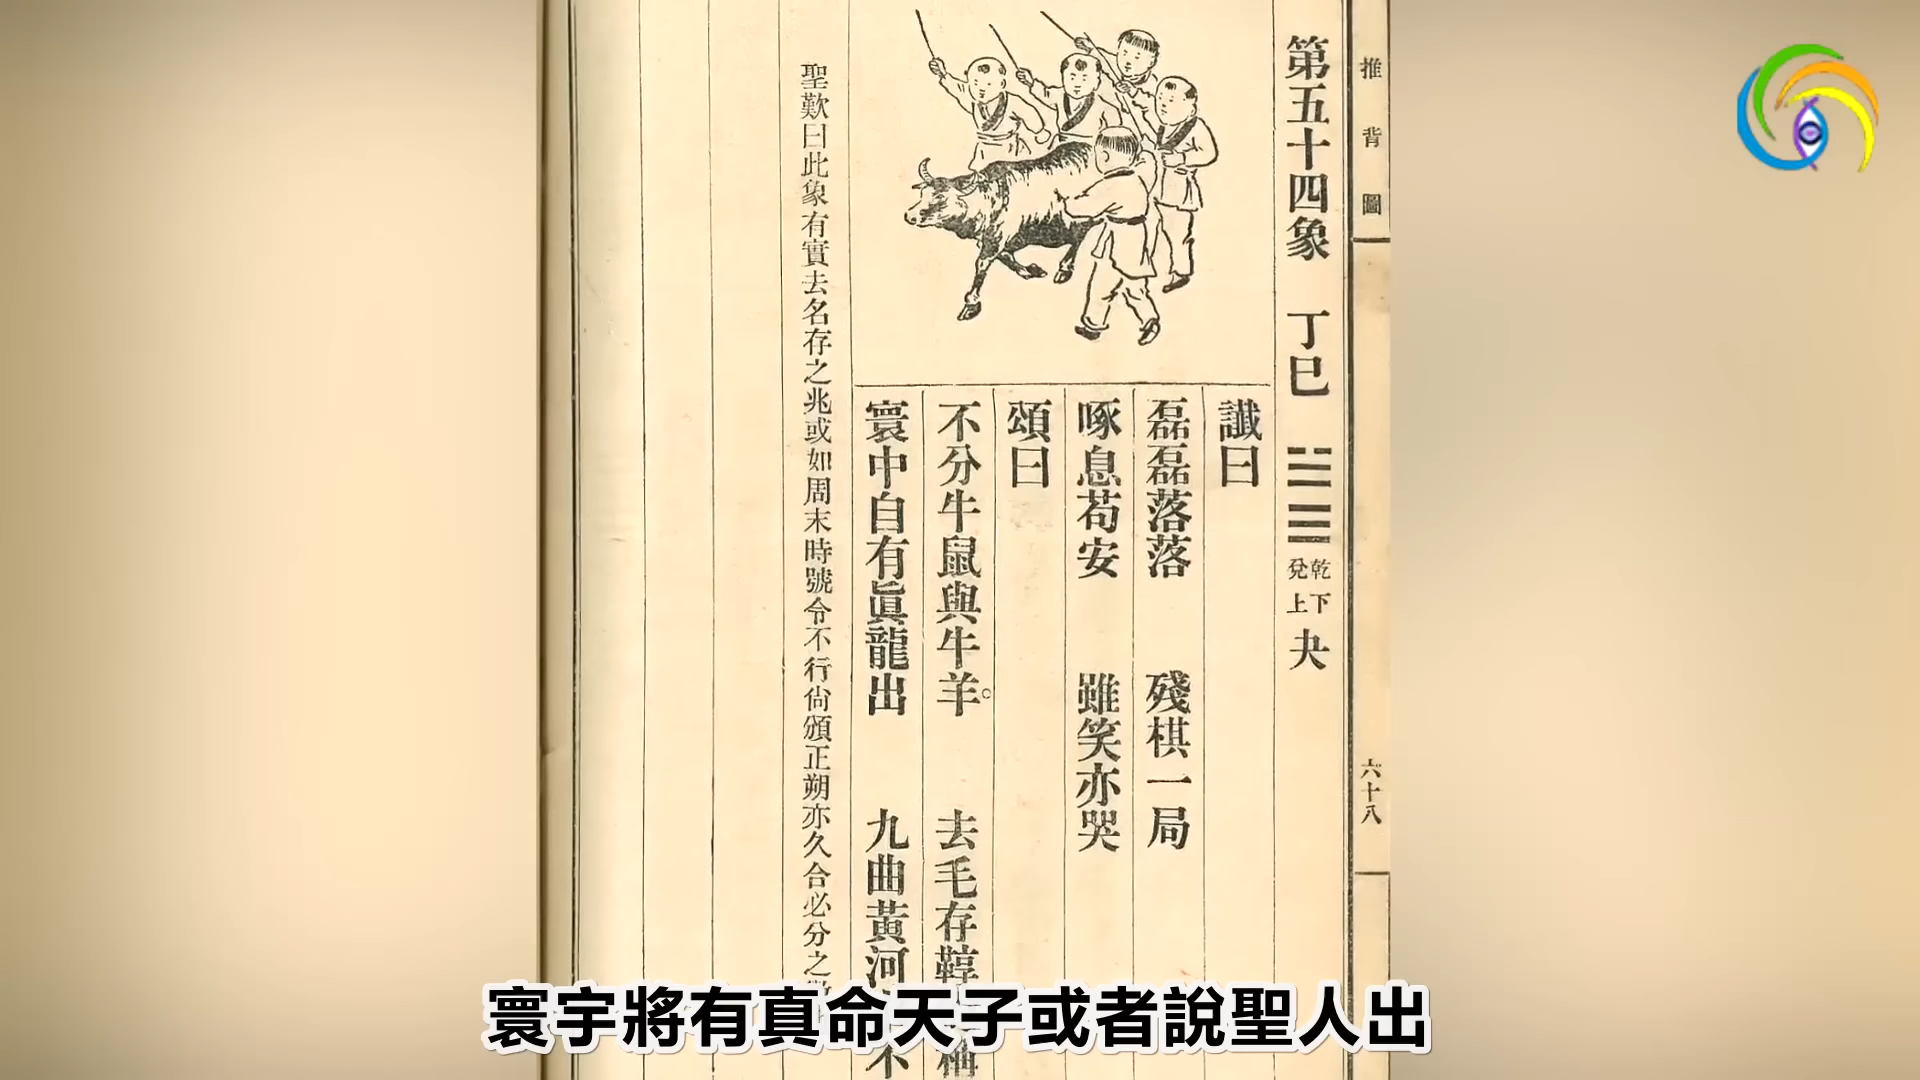 推背圖
六十八
第五十四象 丁巳 乾下兌上 夬
讖曰
磊磊落落 殘棋一局
啄息苟安 雖笑亦哭
頌曰
不分牛鼠與牛羊。 去毛存鞟
寰中自有眞龍出 九曲黃河
聖歎曰此象有實去名存之兆或如周末時號令不行尙頒正朔亦久合必分之
寰宇將有真命天子或者說聖人出